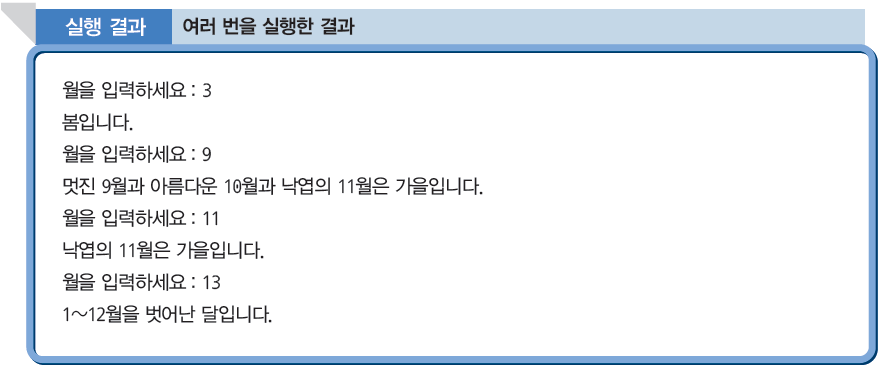 실행 결과 여러 번을 실행한 결과
월을 입력하세요 : 3
봄입니다.
월을 입력하세요 : 9
멋진 9월과 아름다운 10월과 낙엽의 11월은 가을입니다.
월을 입력하세요 : 11
낙엽의 11월은 가을입니다.
월을 입력하세요 : 13
1~12월을 벗어난 달입니다.